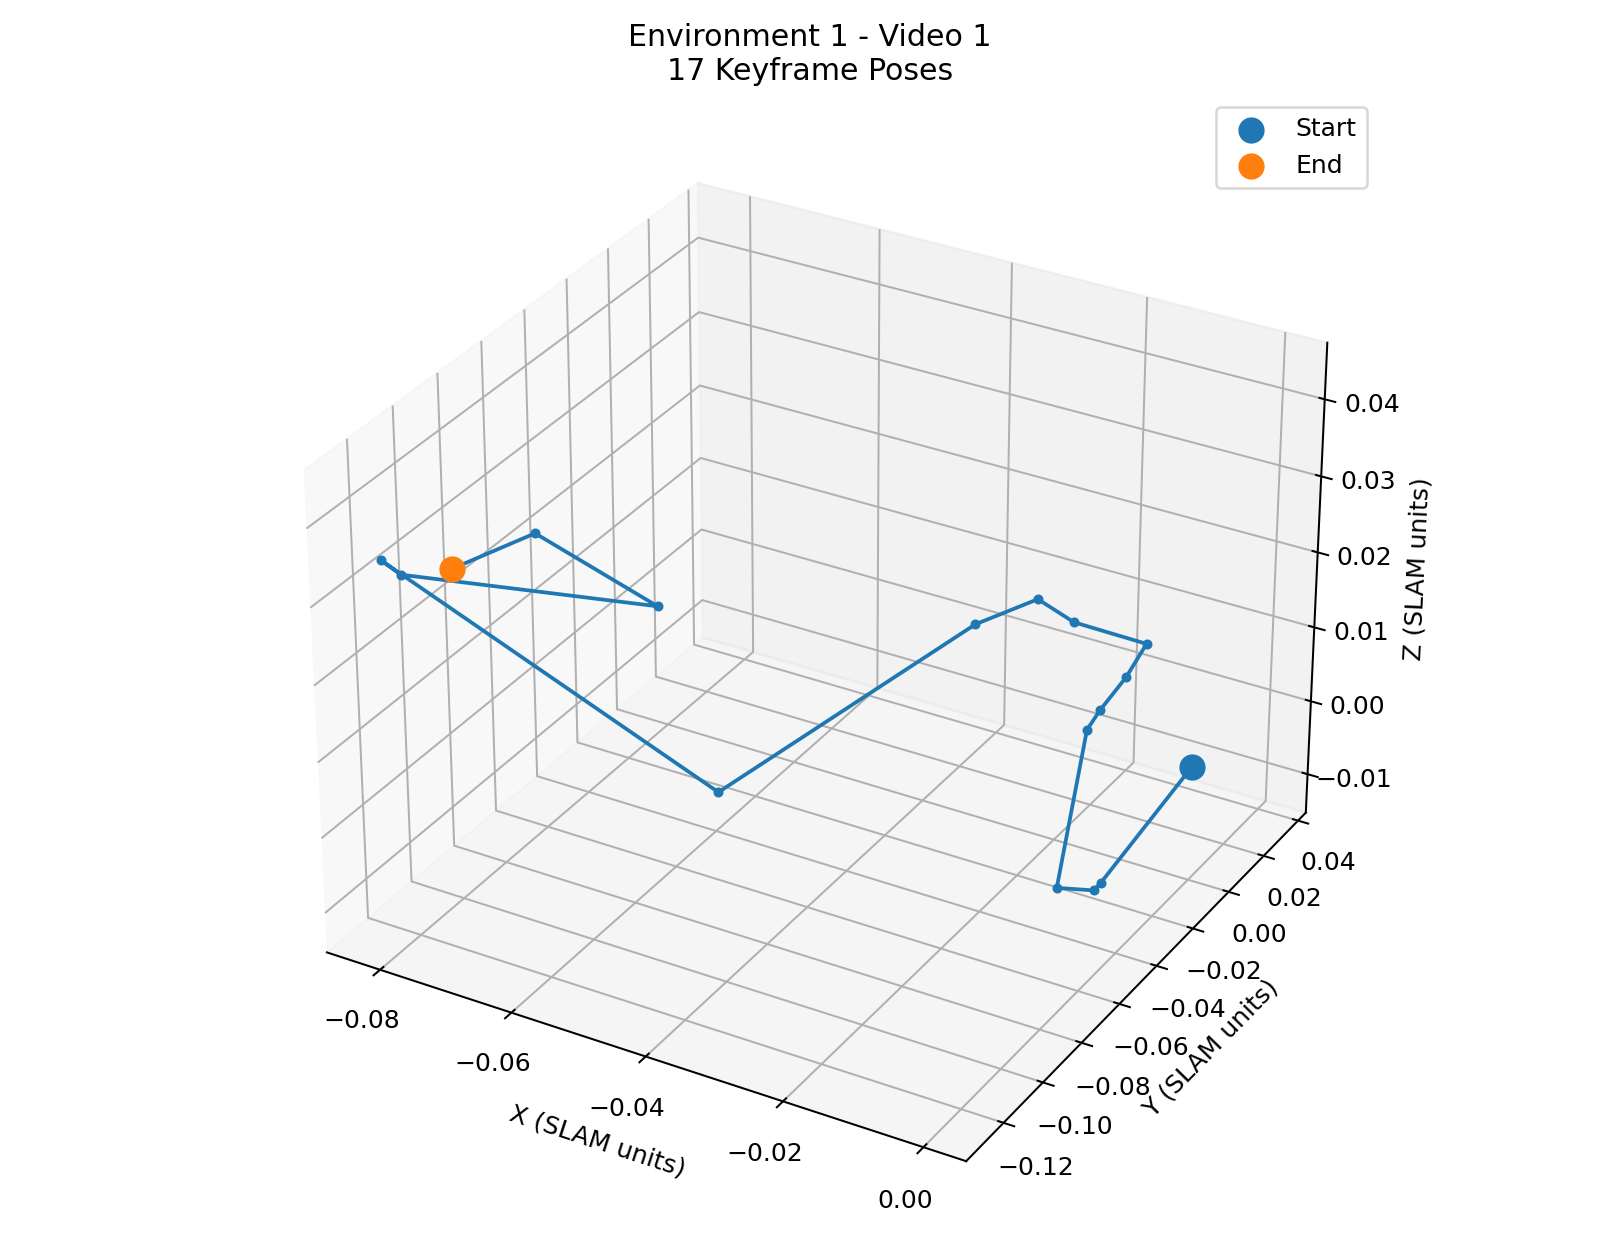 Environment 1 - Video 1
17 Keyframe Poses
Start
End
0.04
0.03
0.02
0.01
0.00
−0.01
Z (SLAM units)
0.04
0.02
0.00
−0.02
−0.04
−0.06
−0.08
−0.10
−0.12
Y (SLAM units)
−0.08
−0.06
−0.04
−0.02
0.00
X (SLAM units)